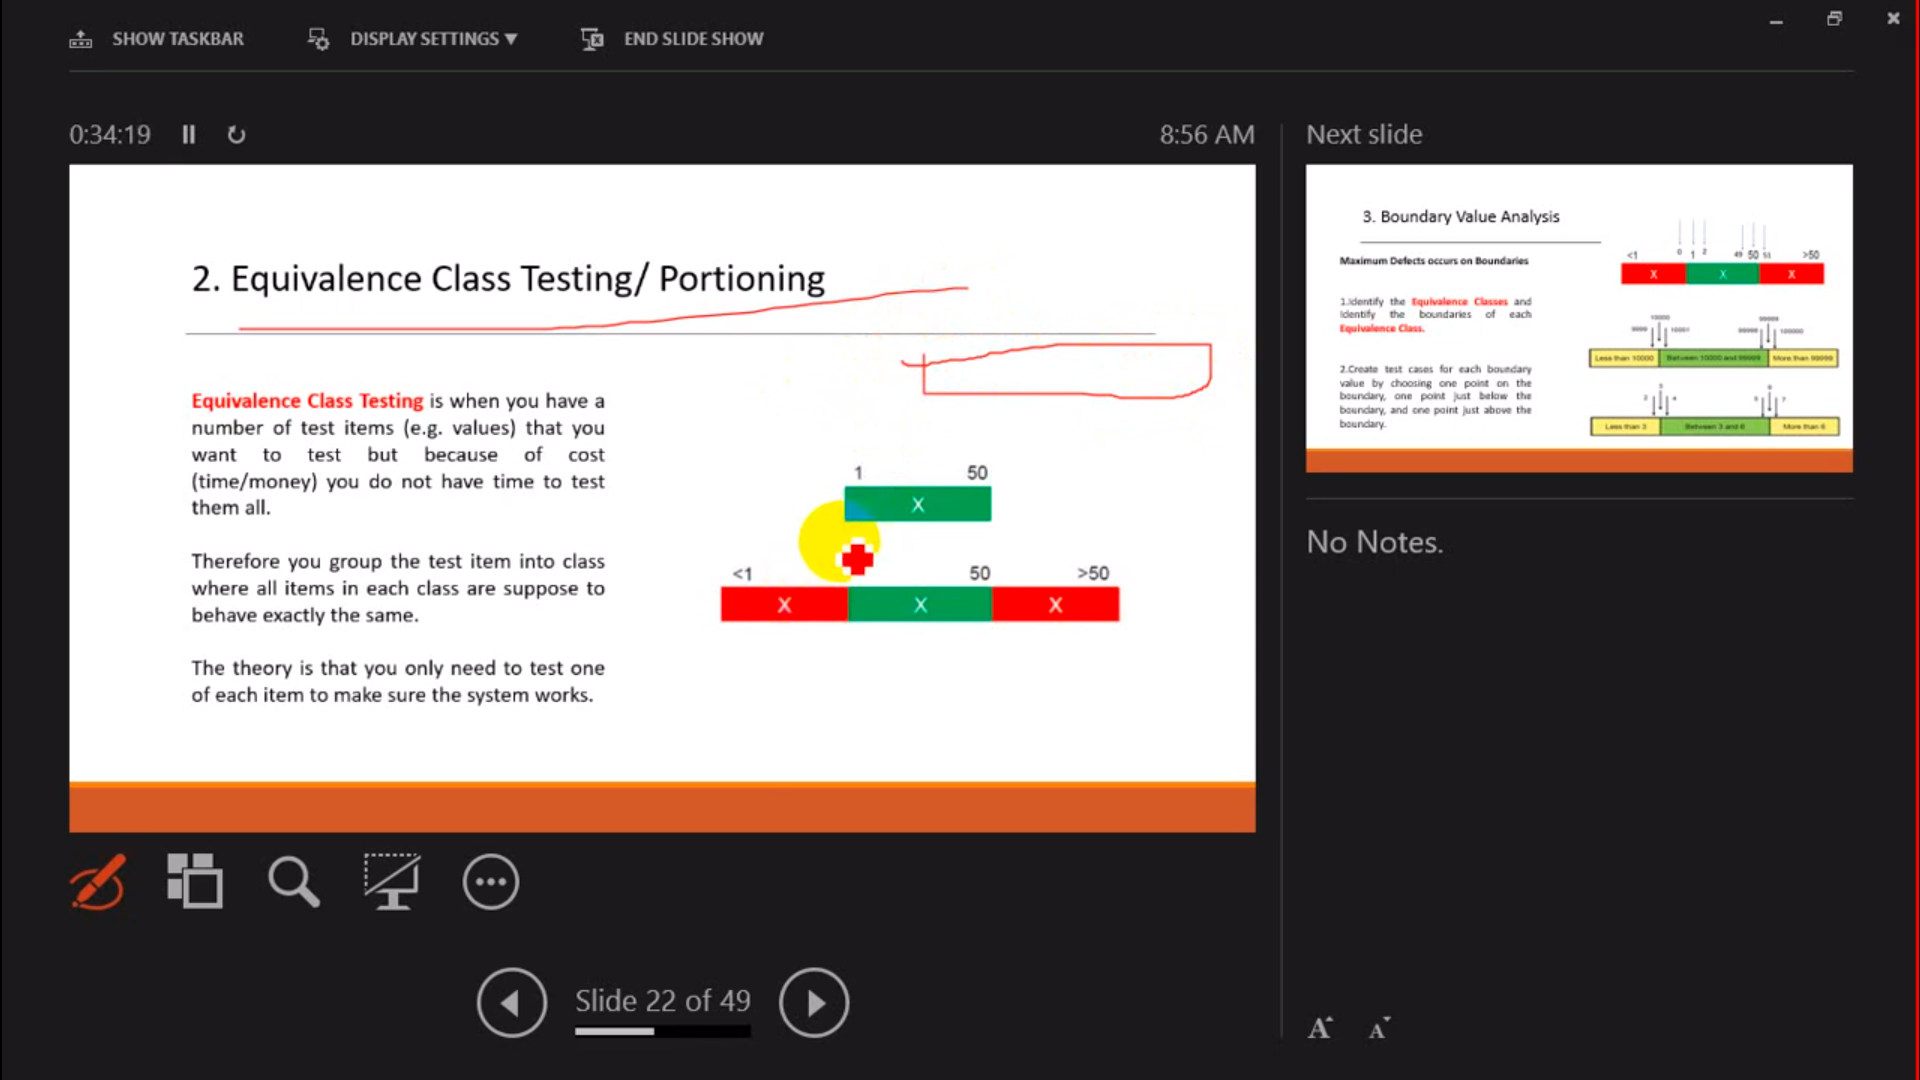 SHOW TASKBAR
DISPLAY SETTINGS
END SLIDE SHOW
0:34:19
8:56 AM
2. Equivalence Class Testing/ Portioning
Equivalence Class Testing is when you have a
number of test items (e.g. values) that you
want to test but because of cost
(time/money) you do not have time to test
them all.
Therefore you group the test item into class
where all items in each class are suppose to
behave exactly the same.
The theory is that you only need to test one
of each item to make sure the system works.
1 50
X
<1 50 >50
X X X
Slide 22 of 49
Next slide
3. Boundary Value Analysis
Maximum Defects occurs on Boundaries
1.Identify the Equivalence Classes and
Identify the boundaries of each
Equivalence Class.
2.Create test cases for each boundary
value by choosing one point on the
boundary, one point just below the
boundary, and one point just above the
boundary.
<1 0 1 2 49 50 51 >50
X X X
10000
9999 10001
100000
Less than 10000 Between 10000 and 99999 More than 99999
Less than 3 Between 3 and 6 More than 6
No Notes.
A A